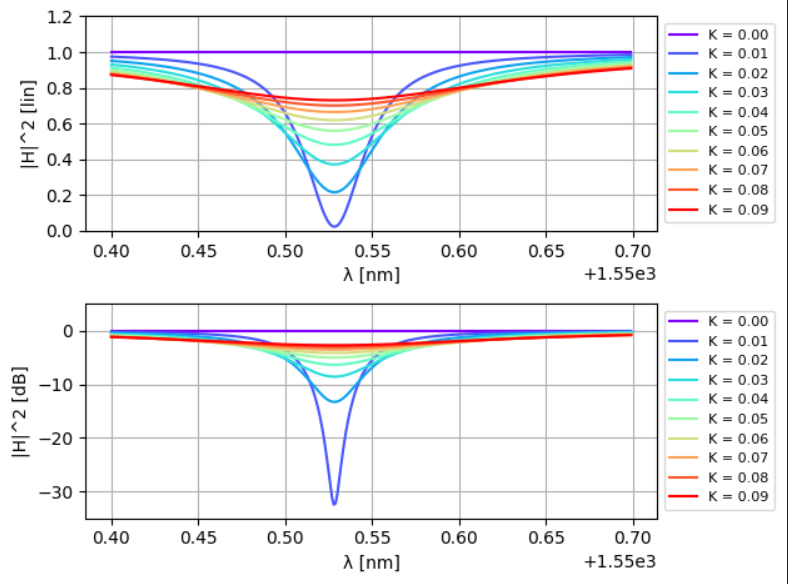 1.2
1.0
0.8
0.6
0.4
0.2
0.0
|H|^2 [lin]
0.40 0.45 0.50 0.55 0.60 0.65 0.70
λ [nm]
+1.55e3
K = 0.00
K = 0.01
K = 0.02
K = 0.03
K = 0.04
K = 0.05
K = 0.06
K = 0.07
K = 0.08
K = 0.09
0
−10
−20
−30
|H|^2 [dB]
0.40 0.45 0.50 0.55 0.60 0.65 0.70
λ [nm]
+1.55e3
K = 0.00
K = 0.01
K = 0.02
K = 0.03
K = 0.04
K = 0.05
K = 0.06
K = 0.07
K = 0.08
K = 0.09